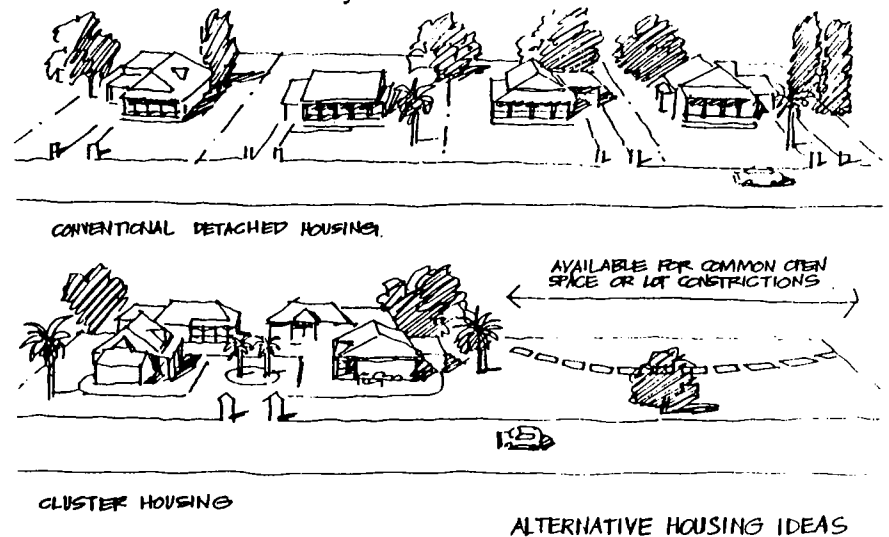 CONVENTIONAL DETACHED HOUSING.
AVAILABLE FOR COMMON OPEN
SPACE OR LOT CONSTRICTIONS
CLUSTER HOUSING
ALTERNATIVE HOUSING IDEAS